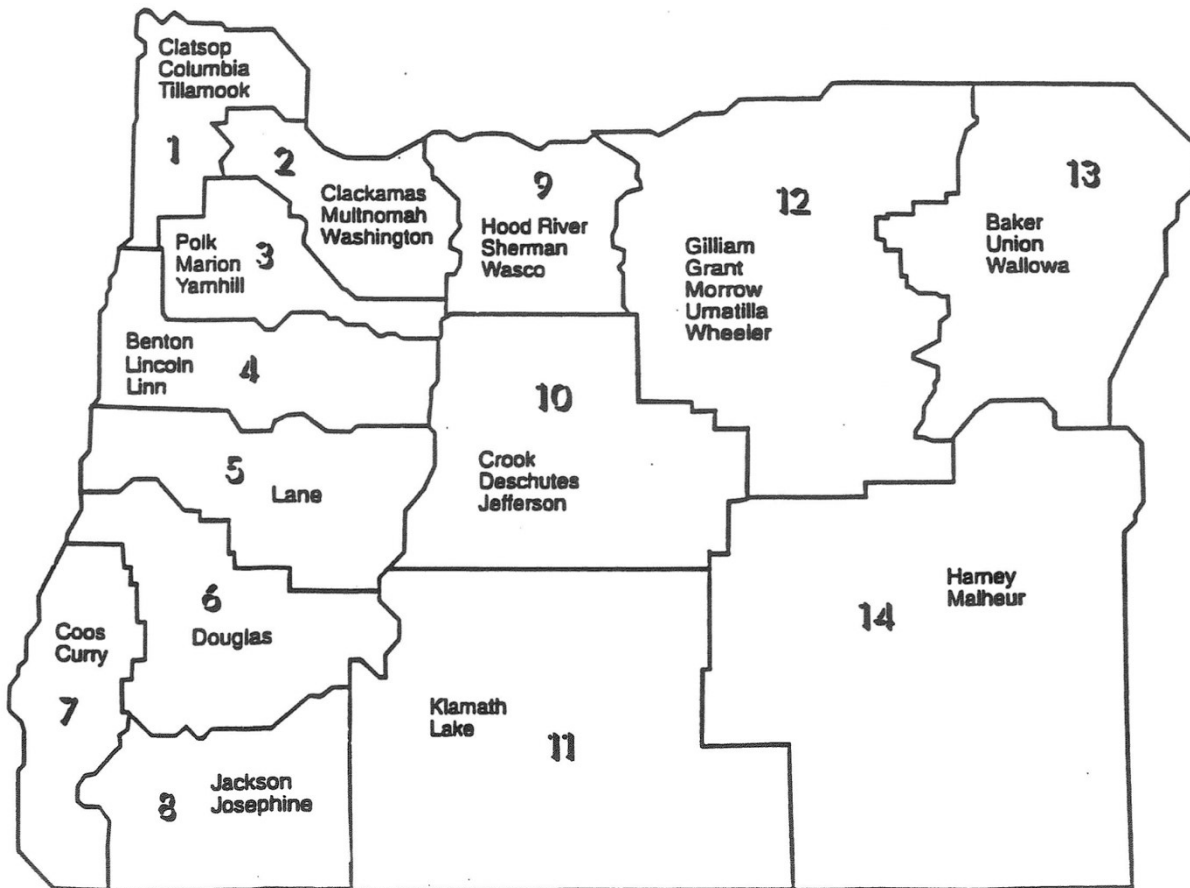 Clatsop
Columbia
Tillamook
1
2
Clackamas
Multnomah
Washington
Polk
Marion
Yamhill
3
Benton
Lincoln
Linn
4
5
Lane
6
Douglas
Coos
Curry
7
8
Jackson
Josephine
9
Hood River
Sherman
Wasco
10
Crook
Deschutes
Jefferson
Klamath
Lake
11
12
Gilliam
Grant
Morrow
Umatilla
Wheeler
13
Baker
Union
Wallowa
Harney
Malheur
14